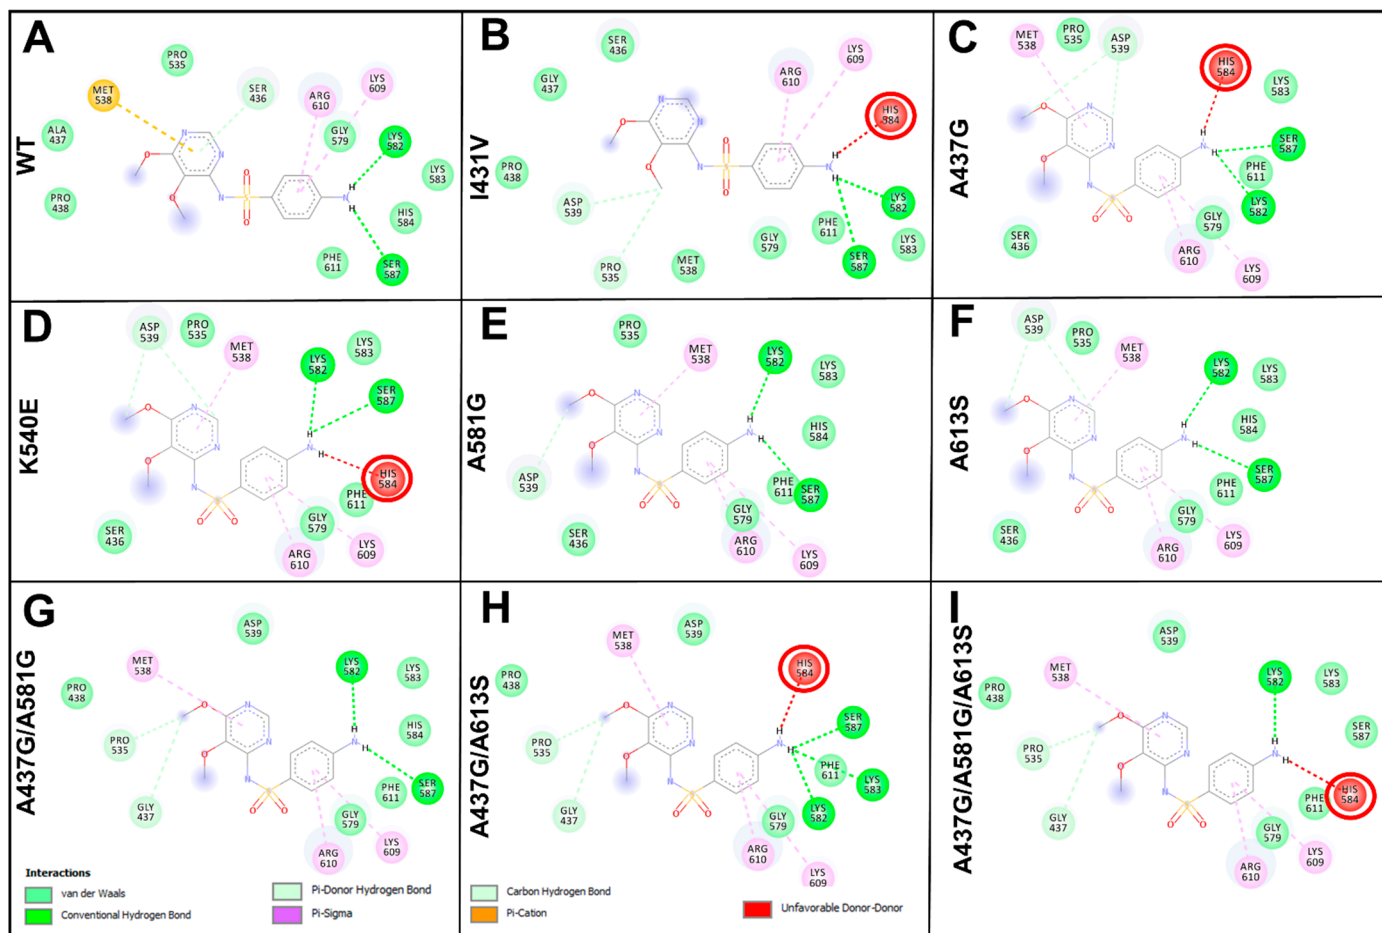 A
WT
PRO
535
MET
538
SER
436
ARG
610
LYS
609
ALA
437
GLY
579
LYS
582
LYS
583
PRO
438
HIS
584
PHE
611
SER
587
N
N
O
O
NH
S
O
O
N
H
H
B
I431V
SER
436
GLY
437
ARG
610
LYS
609
HIS
584
PRO
438
ASP
539
LYS
582
PHE
611
LYS
583
GLY
579
MET
538
PRO
535
SER
587
N
N
O
O
NH
S
O
O
N
H
H
C
A437G
MET
538
PRO
535
ASP
539
HIS
584
LYS
583
SER
587
PHE
611
LYS
582
GLY
579
SER
436
ARG
610
LYS
609
O
N
N
O
NH
S
O
O
H
N
H
D
K540E
ASP
539
PRO
535
MET
538
LYS
583
LYS
582
SER
587
HIS
584
PHE
611
GLY
579
SER
436
ARG
610
LYS
609
O
N
N
O
NH
S
O
O
H
N
H
E
A581G
PRO
535
MET
538
LYS
582
LYS
583
HIS
584
ASP
539
PHE
611
SER
587
GLY
579
SER
436
ARG
610
LYS
609
O
N
N
O
NH
S
O
O
H
N
H
F
A613S
ASP
539
PRO
535
MET
538
LYS
582
LYS
583
HIS
584
SER
587
PHE
611
GLY
579
SER
436
ARG
610
LYS
609
O
N
N
O
NH
S
O
O
H
N
H
G
A437G/A581G
ASP
539
MET
538
LYS
582
LYS
583
PRO
438
HIS
584
PRO
535
PHE
611
SER
587
GLY
437
GLY
579
ARG
610
LYS
609
O
N
N
O
NH
S
O
O
H
N
H
Interactions
van der Waals
Conventional Hydrogen Bond
Pi-Donor Hydrogen Bond
Pi-Sigma
H
A437G/A613S
MET
538
ASP
539
HIS
584
PRO
438
SER
587
PRO
535
PHE
611
LYS
583
GLY
437
LYS
582
GLY
579
ARG
610
LYS
609
O
N
N
O
NH
S
O
O
H
N
H
Carbon Hydrogen Bond
Pi-Cation
Unfavorable Donor-Donor
I
A437G/A581G/A613S
ASP
539
MET
538
LYS
582
LYS
583
PRO
438
SER
587
PRO
535
PHE
611
HIS
584
GLY
437
GLY
579
ARG
610
LYS
609
O
N
N
O
NH
S
O
O
H
N
H